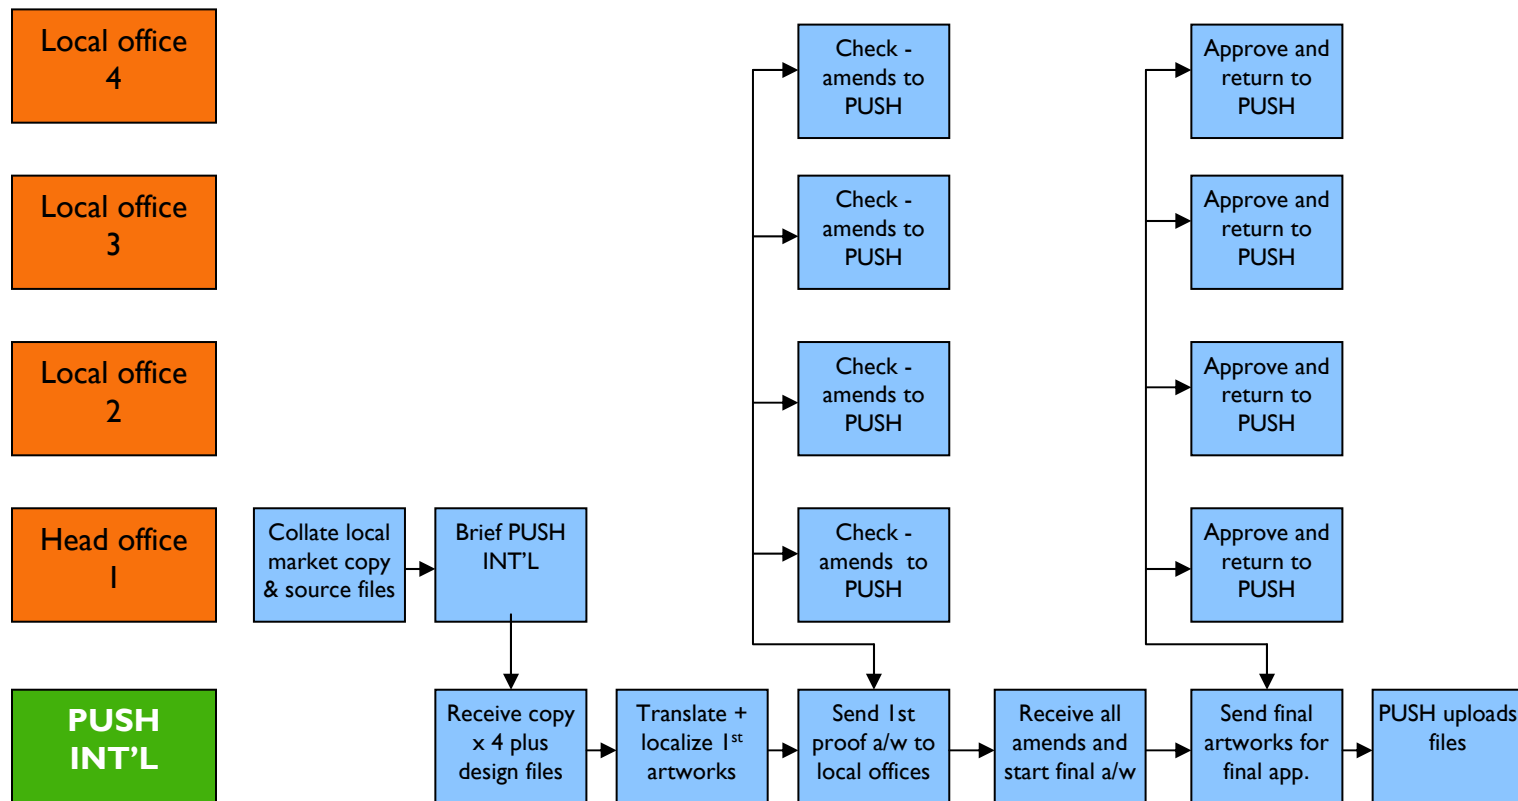 Local office
4
Check -
amends to
PUSH
Approve and
return to
PUSH
Local office
3
Check -
amends to
PUSH
Approve and
return to
PUSH
Local office
2
Check -
amends to
PUSH
Approve and
return to
PUSH
Head office
1
Collate local
market copy
& source files
Brief PUSH
INT’L
Check -
amends to
PUSH
Approve and
return to
PUSH
PUSH
INT’L
Receive copy
x 4 plus
design files
Translate +
localize 1st
artworks
Send 1st
proof a/w to
local offices
Receive all
amends and
start final a/w
Send final
artworks for
final app.
PUSH uploads
files